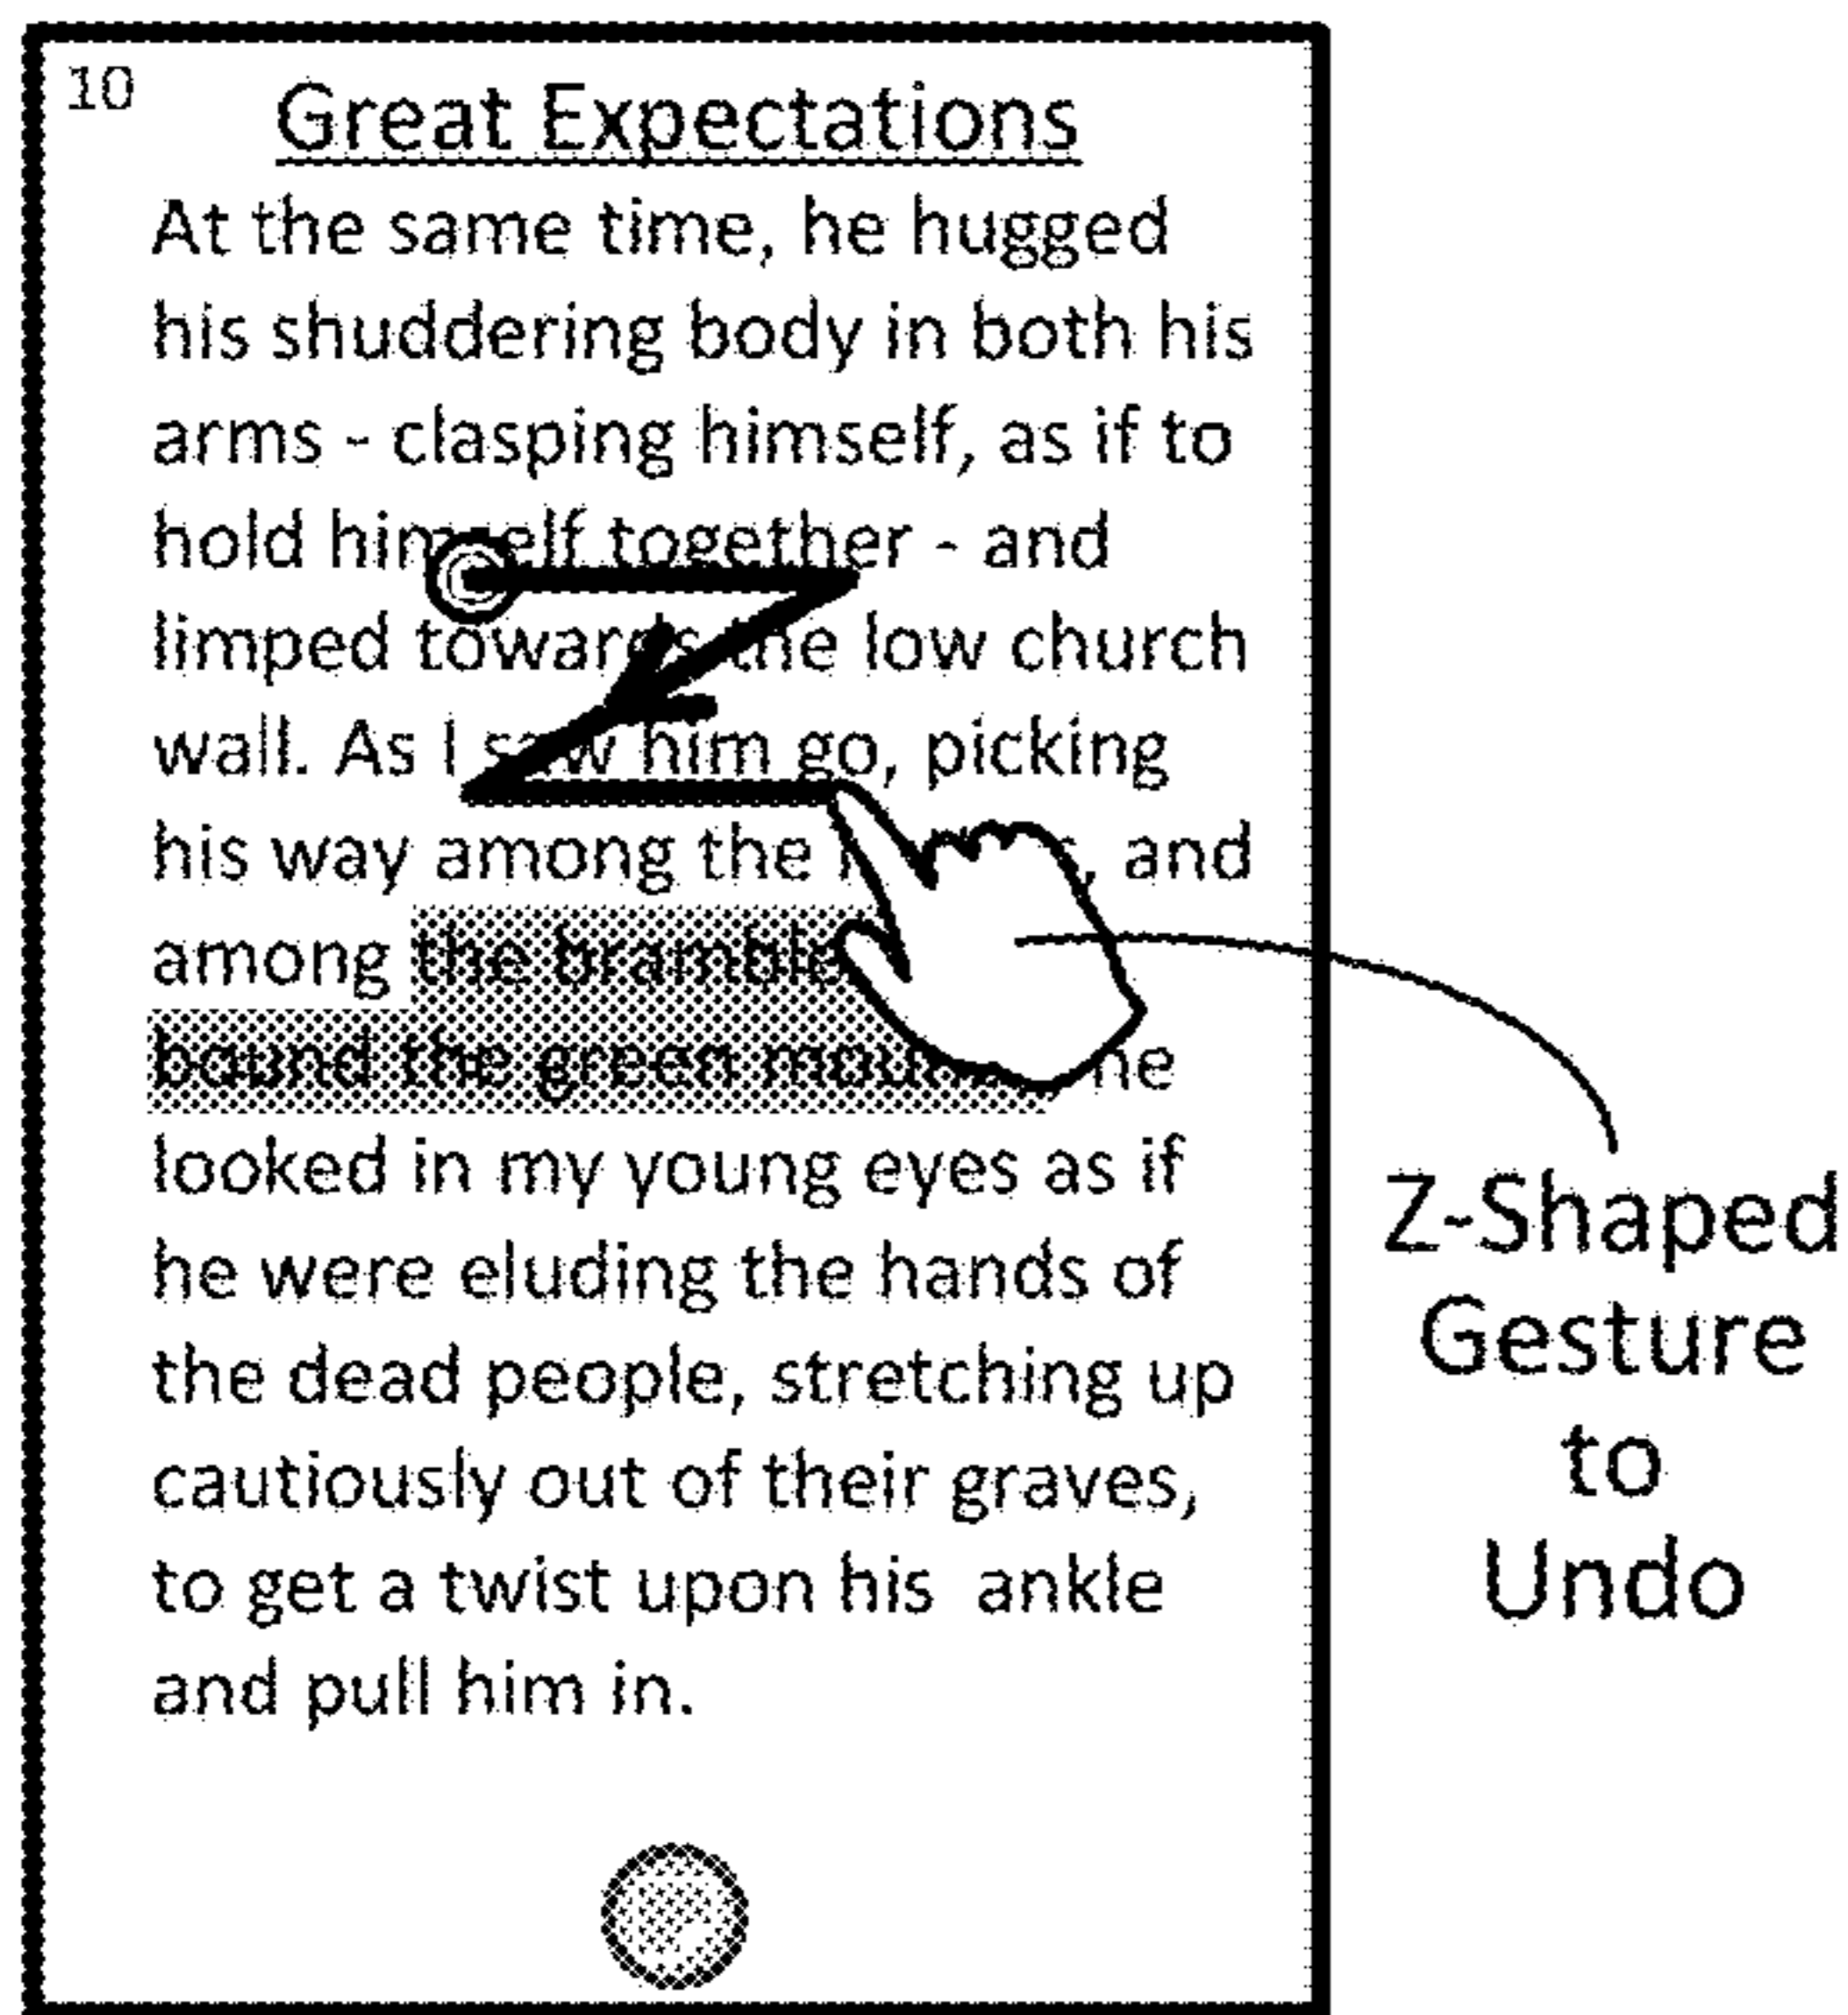 10
Great Expectations
At the same time, he hugged
his shuddering body in both his
arms - clasping himself, as if to
hold himself together - and
limped towards the low church
wall. As I saw him go, picking
his way among the , and
among the
bound the green he
looked in my young eyes as if
he were eluding the hands of
the dead people, stretching up
cautiously out of their graves,
to get a twist upon his ankle
and pull him in.
Z-Shaped
Gesture
to
Undo